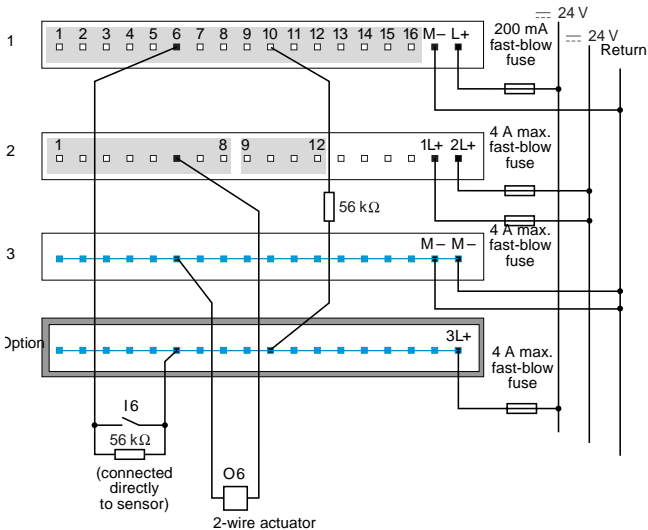 24 V
1 1 2 3 4 5 6 7 8 9 10 11 12 13 14 15 16 M– L+
200 mA
fast-blow
fuse
24 V
Return
2 1 8 9 12 1L+ 2L+
4 A max.
fast-blow
fuse
56 kΩ
3 M– M–
4 A max.
fast-blow
fuse
Option 3L+
4 A max.
fast-blow
fuse
I6
56 kΩ
(connected
directly
to sensor)
O6
2-wire actuator